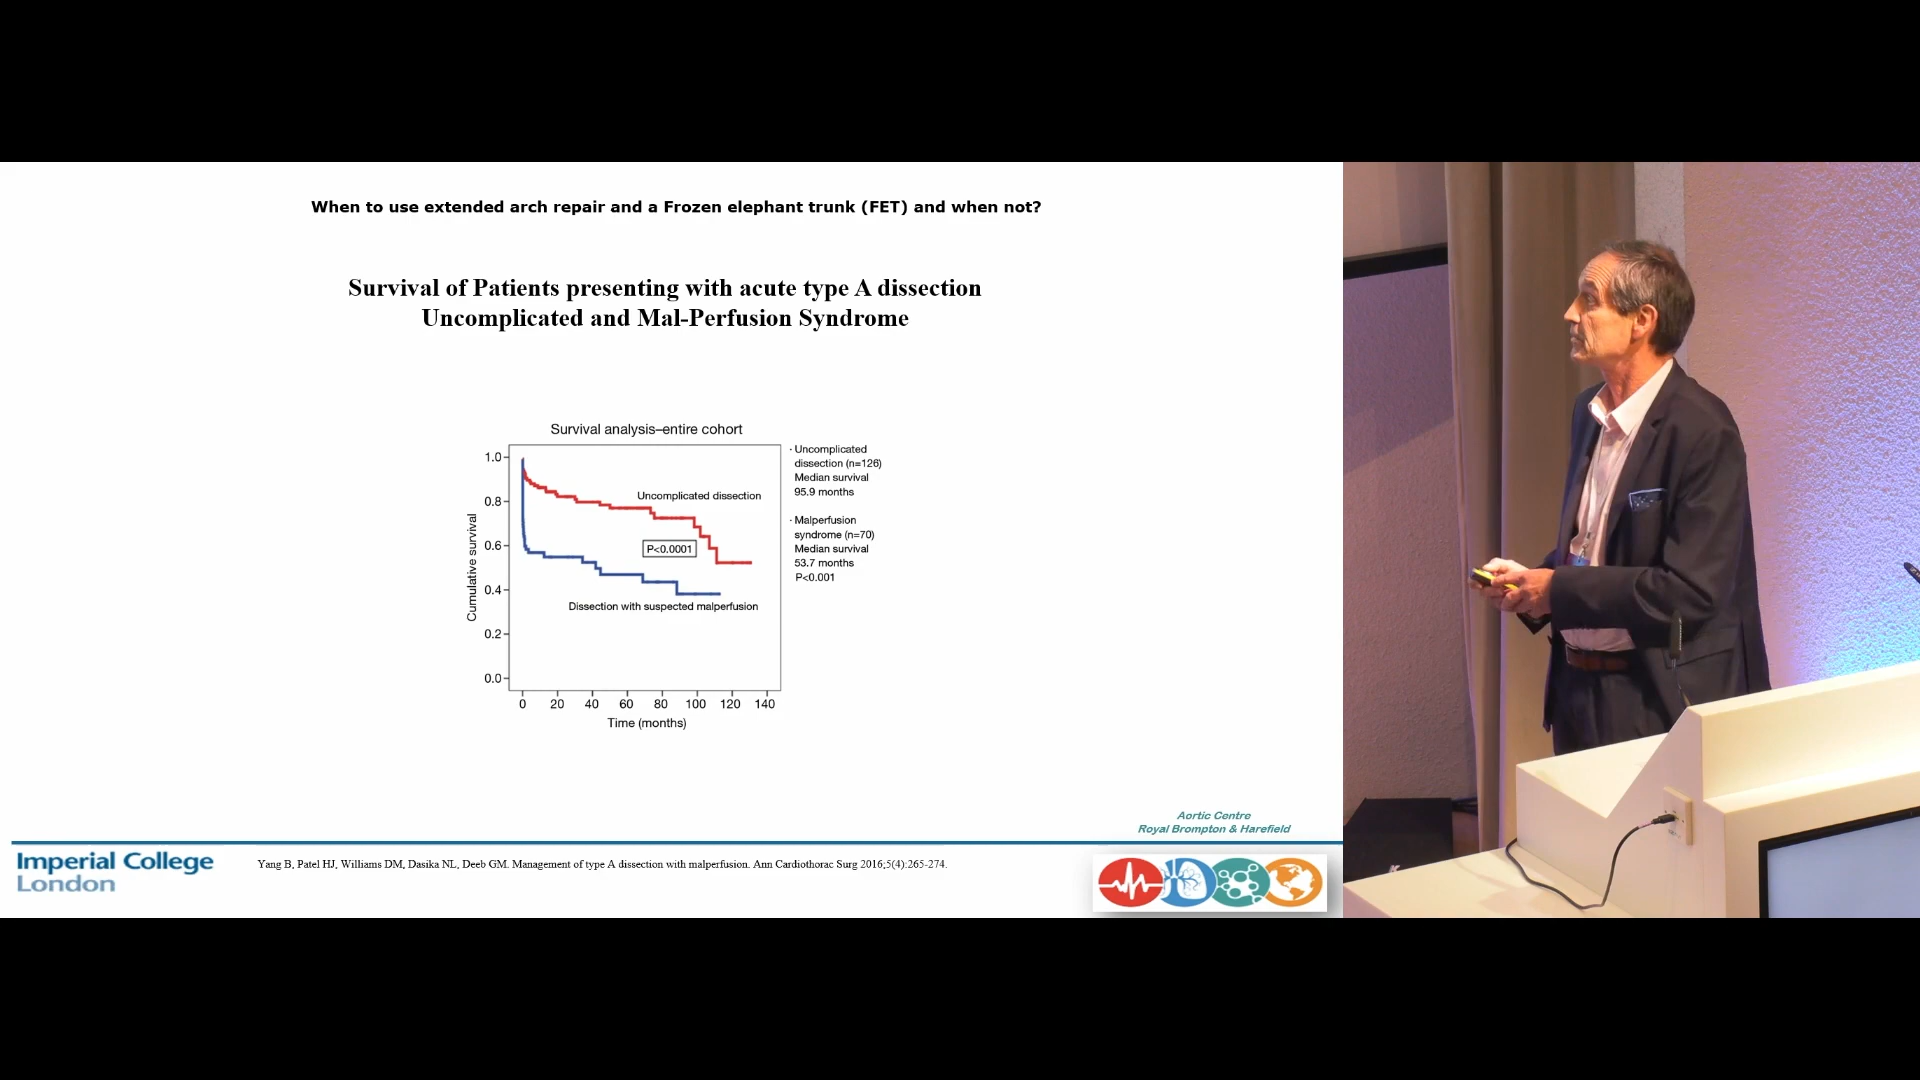 When to use extended arch repair and a Frozen elephant trunk (FET) and when not?
Survival of Patients presenting with acute type A dissection
Uncomplicated and Mal-Perfusion Syndrome
Survival analysis–entire cohort
Cumulative survival
1.0
0.8
0.6
0.4
0.2
0.0
Uncomplicated dissection
P<0.0001
Dissection with suspected malperfusion
0 20 40 60 80 100 120 140
Time (months)
· Uncomplicated
dissection (n=126)
Median survival
95.9 months
· Malperfusion
syndrome (n=70)
Median survival
53.7 months
P<0.001
Aortic Centre
Royal Brompton & Harefield
Imperial College
London
Yang B, Patel HJ, Williams DM, Dasika NL, Deeb GM. Management of type A dissection with malperfusion. Ann Cardiothorac Surg 2016;5(4):265-274.